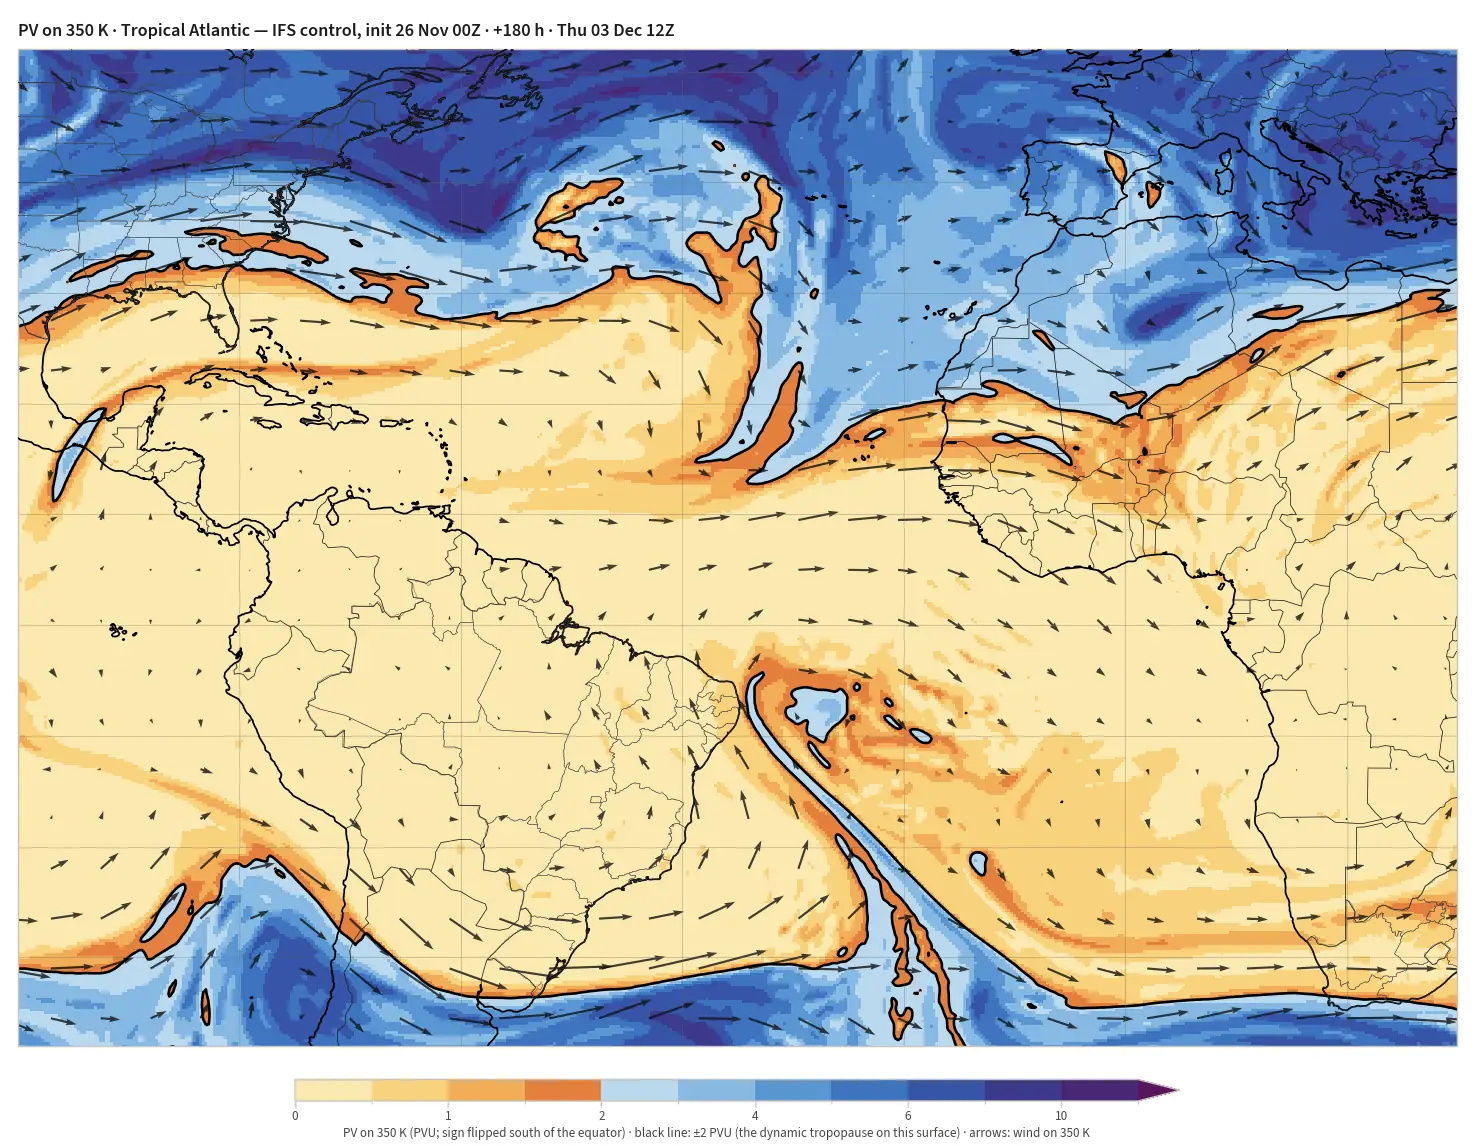 PV on 350 K · Tropical Atlantic — IFS control, init 26 Nov 00Z · +180 h · Thu 03 Dec 12Z
0 1 2 4 6 10
PV on 350 K (PVU; sign flipped south of the equator) · black line: ±2 PVU (the dynamic tropopause on this surface) · arrows: wind on 350 K